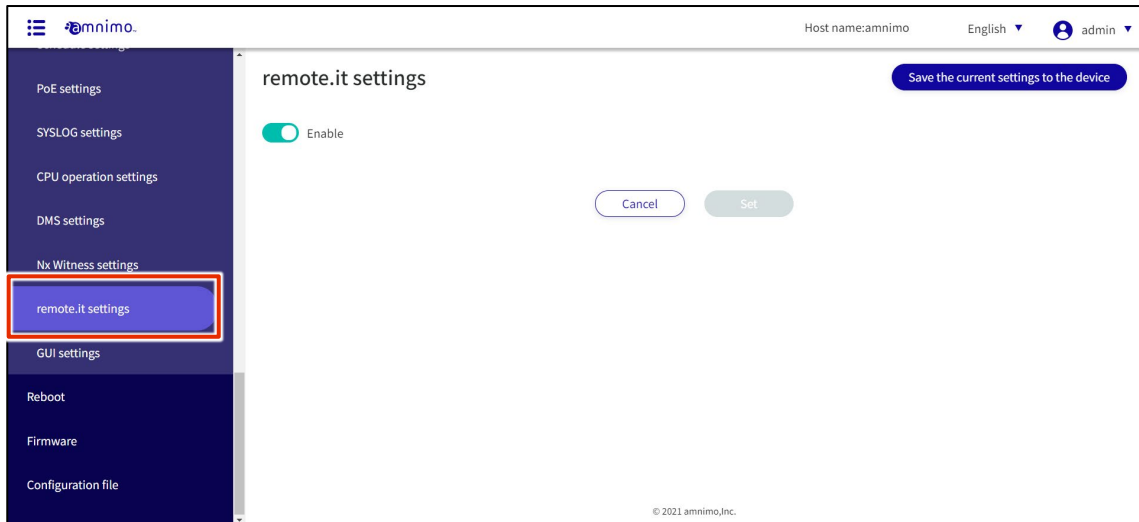 amnimo
Host name:amnimo
English
admin
PoE settings
SYSLOG settings
CPU operation settings
DMS settings
Nx Witness settings
remote.it settings
GUI settings
Reboot
Firmware
Configuration file
remote.it settings
Save the current settings to the device
Enable
Cancel
Set
© 2021 amnimo,Inc.